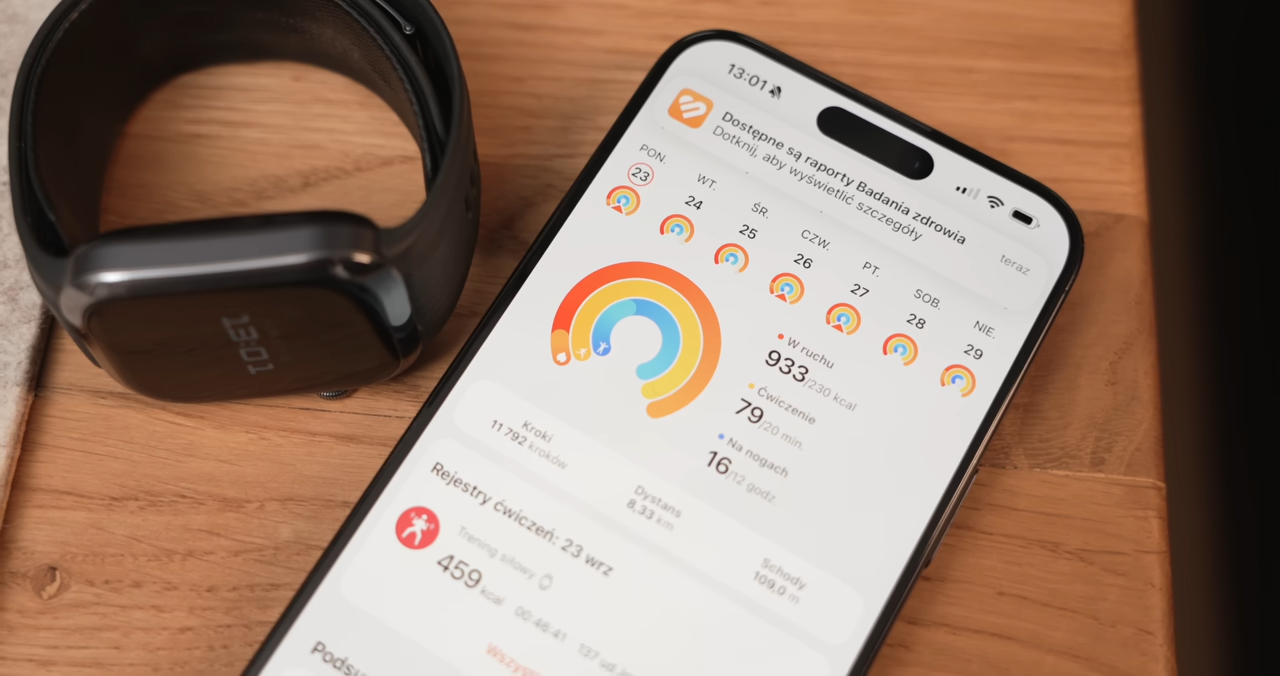 13:01
13:01
Dostępne są raporty Badania zdrowia
Dotknij, aby wyświetlić szczegóły
teraz
PON. WT. ŚR. CZW. PT. SOB. NIE.
23 24 25 26 27 28 29
W ruchu
933/230 kcal
Ćwiczenie
79/20 min.
Na nogach
16/12 godz.
Kroki
11 792 kroków
Dystans
8,33 km
Schody
109,0 m
Rejestry ćwiczeń: 23 wrz
Trening siłowy
459 kcal 00:46:41 137 ud./